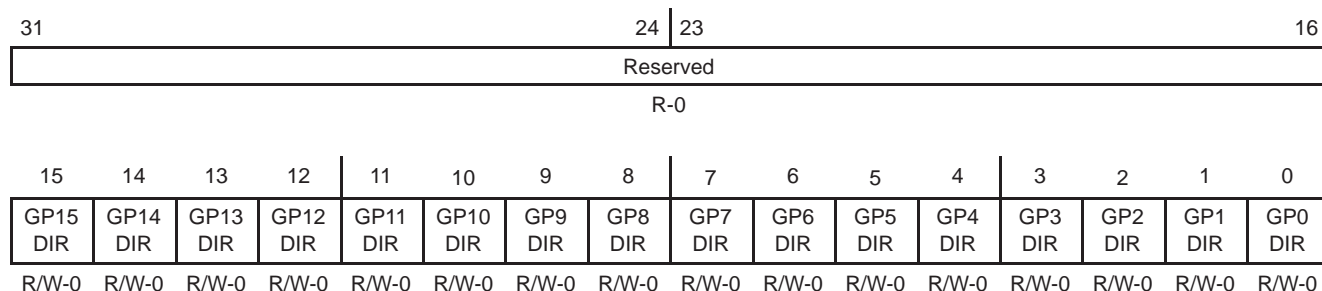 31 24 23 16
Reserved
R-0
15 14 13 12 11 10 9 8 7 6 5 4 3 2 1 0
GP15 GP14 GP13 GP12 GP11 GP10 GP9 GP8 GP7 GP6 GP5 GP4 GP3 GP2 GP1 GP0
DIR DIR DIR DIR DIR DIR DIR DIR DIR DIR DIR DIR DIR DIR DIR DIR
R/W-0 R/W-0 R/W-0 R/W-0 R/W-0 R/W-0 R/W-0 R/W-0 R/W-0 R/W-0 R/W-0 R/W-0 R/W-0 R/W-0 R/W-0 R/W-0